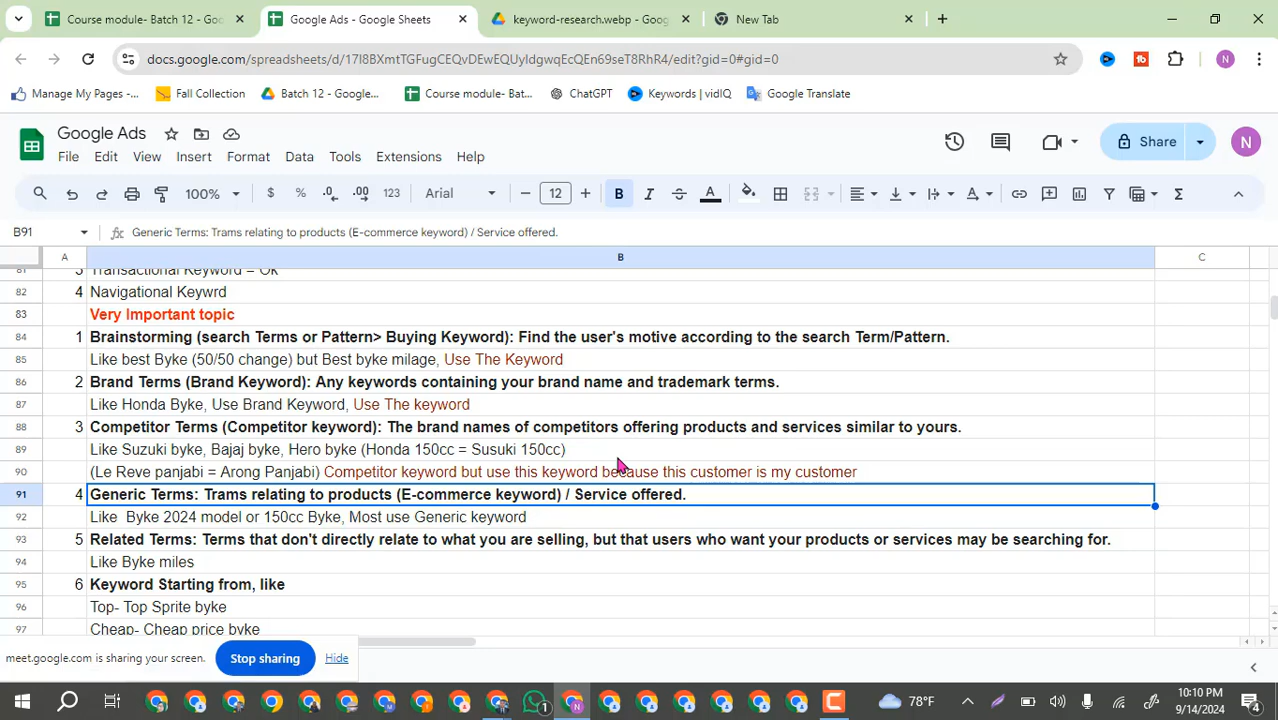 Course module- Batch 12 - Goo
Google Ads - Google Sheets
keyword-research.webp - Goog
New Tab
docs.google.com/spreadsheets/d/17I8BXmtTGFugCEQvDEwEQUyIdgwqEcQEn69seT8RhR4/edit?gid=0#gid=0
Manage My Pages -...
Fall Collection
Batch 12 - Google...
Course module- Bat...
ChatGPT
Keywords | vidIQ
Google Translate
Google Ads
Share
N
File Edit View Insert Format Data Tools Extensions Help
100% $ % .0 .00 123 Arial 12 B I A Σ
B91 fx Generic Terms: Trams relating to products (E-commerce keyword) / Service offered.
A B C
81 3 Transactional Keyword = Ok
82 4 Navigational Keywrd
83 Very Important topic
84 1 Brainstorming (search Terms or Pattern> Buying Keyword): Find the user's motive according to the search Term/Pattern.
85 Like best Byke (50/50 change) but Best byke milage, Use The Keyword
86 2 Brand Terms (Brand Keyword): Any keywords containing your brand name and trademark terms.
87 Like Honda Byke, Use Brand Keyword, Use The keyword
88 3 Competitor Terms (Competitor keyword): The brand names of competitors offering products and services similar to yours.
89 Like Suzuki byke, Bajaj byke, Hero byke (Honda 150cc = Susuki 150cc)
90 (Le Reve panjabi = Arong Panjabi) Competitor keyword but use this keyword because this customer is my customer
91 4 Generic Terms: Trams relating to products (E-commerce keyword) / Service offered.
92 Like Byke 2024 model or 150cc Byke, Most use Generic keyword
93 5 Related Terms: Terms that don't directly relate to what you are selling, but that users who want your products or services may be searching for.
94 Like Byke miles
95 6 Keyword Starting from, like
96 Top- Top Sprite byke
97 Cheap- Cheap price byke
meet.google.com is sharing your screen.
Stop sharing
Hide
78°F
10:10 PM
9/14/2024